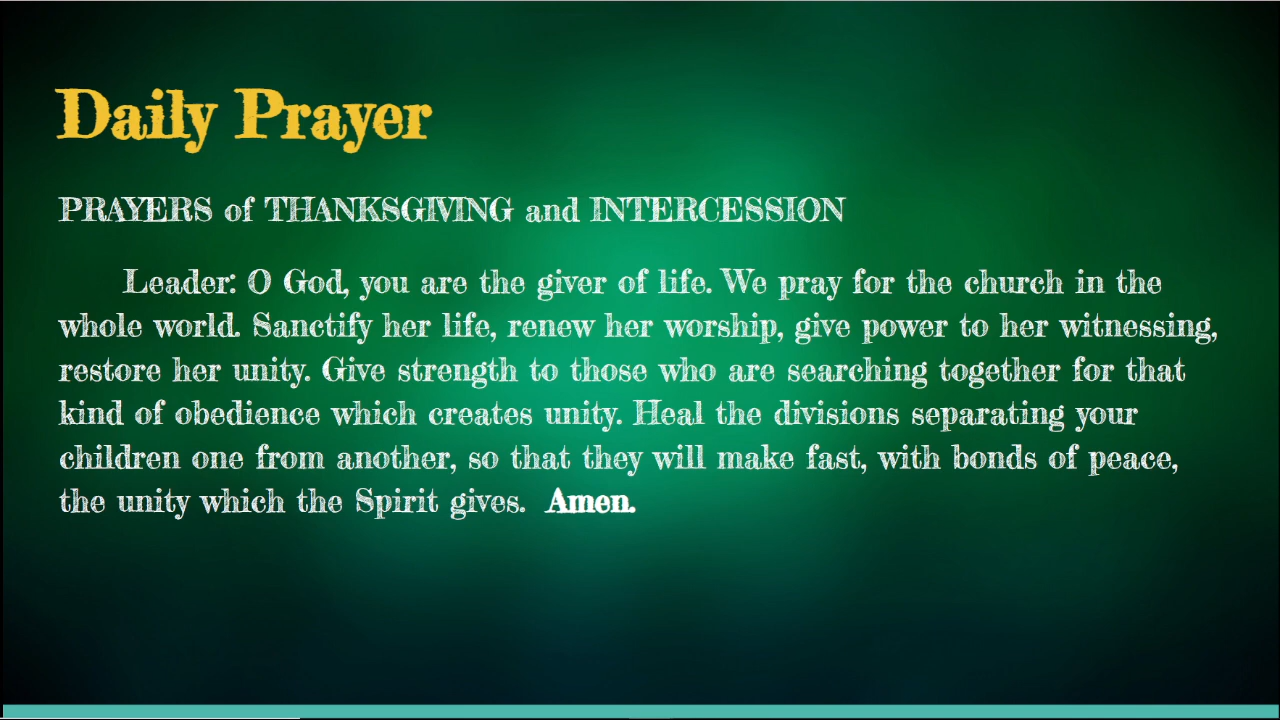 Daily Prayer
PRAYERS of THANKSGIVING and INTERCESSION
Leader: O God, you are the giver of life. We pray for the church in the
whole world. Sanctify her life, renew her worship, give power to her witnessing,
restore her unity. Give strength to those who are searching together for that
kind of obedience which creates unity. Heal the divisions separating your
children one from another, so that they will make fast, with bonds of peace,
the unity which the Spirit gives. Amen.